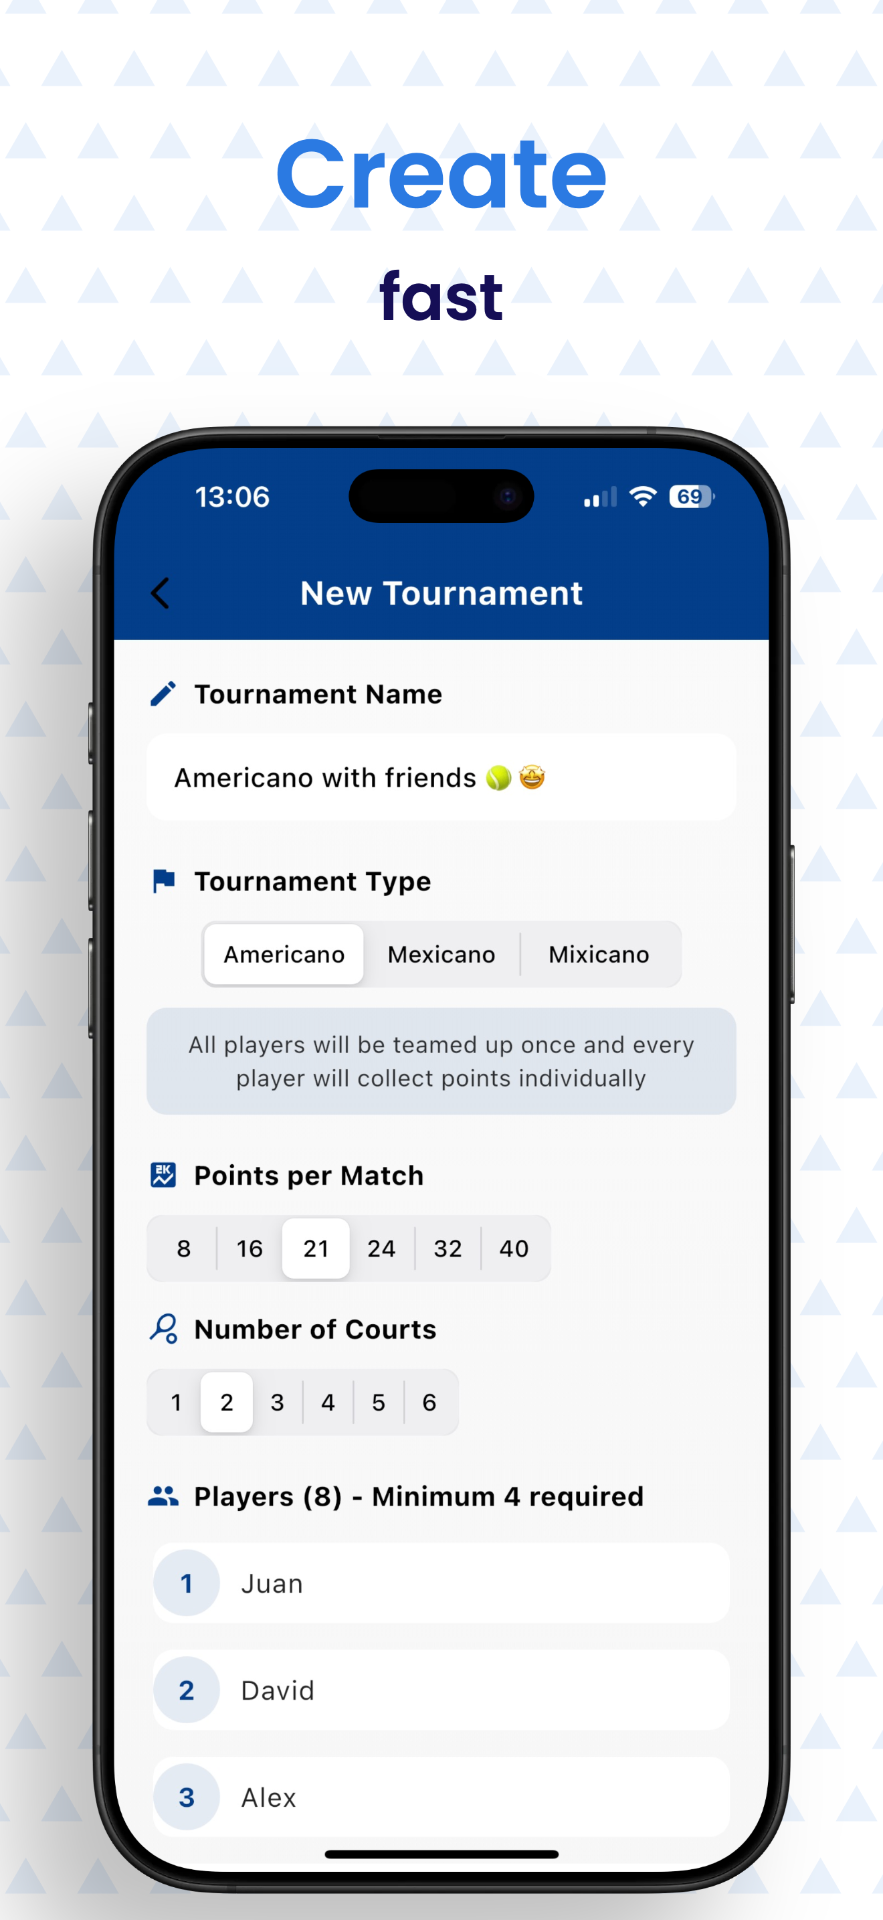 Create
fast
13:06
69
New Tournament
Tournament Name
Americano with friends 🎾🤩
Tournament Type
Americano Mexicano Mixicano
All players will be teamed up once and every
player will collect points individually
2K
Points per Match
8 16 21 24 32 40
Number of Courts
1 2 3 4 5 6
Players (8) - Minimum 4 required
1 Juan
2 David
3 Alex